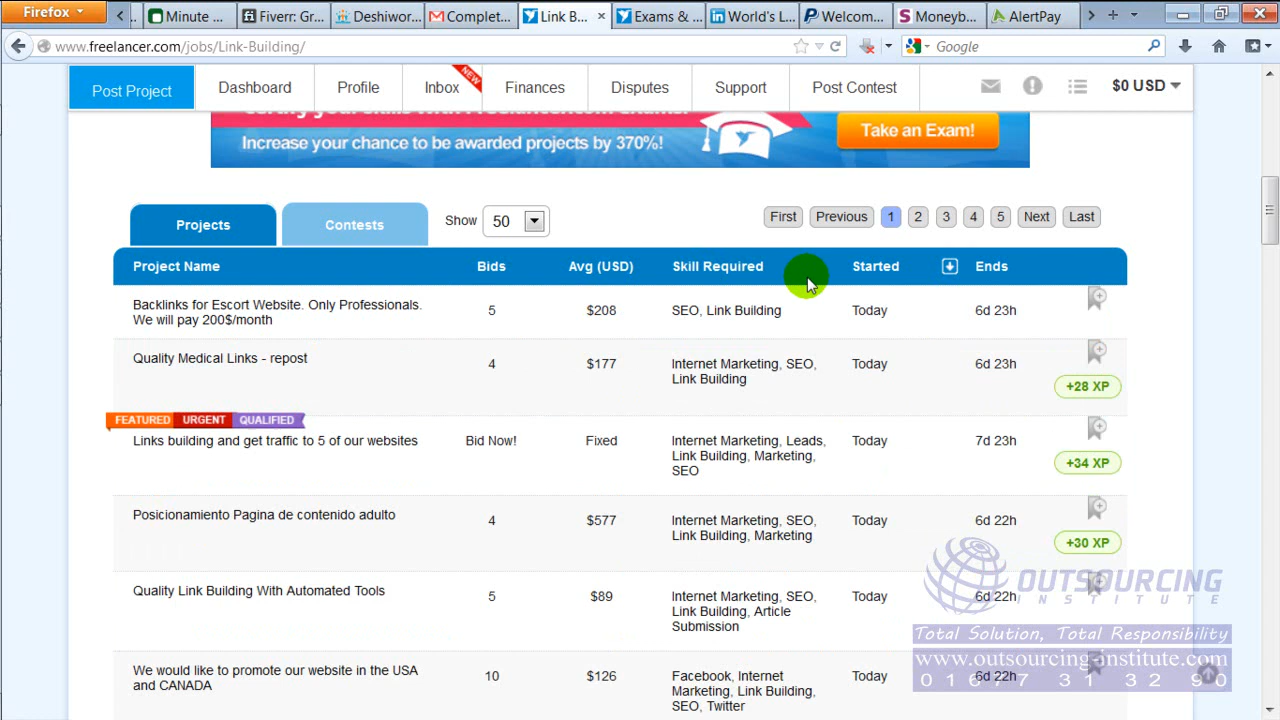 Firefox
Minute ...
Fiverr: Gr...
Deshiwor...
Complet...
Link B...
Exams & ...
World's L...
Welcom...
Moneyb...
AlertPay
www.freelancer.com/jobs/Link-Building/
Google
Post Project
Dashboard
Profile
Inbox
NEW
Finances
Disputes
Support
Post Contest
$0 USD
Increase your chance to be awarded projects by 370%!
Take an Exam!
Projects
Contests
Show
50
First
Previous
1
2
3
4
5
Next
Last
Project Name
Bids
Avg (USD)
Skill Required
Started
Ends
Backlinks for Escort Website. Only Professionals.
We will pay 200$/month
5
$208
SEO, Link Building
Today
6d 23h
Quality Medical Links - repost
4
$177
Internet Marketing, SEO,
Link Building
Today
6d 23h
+28 XP
FEATURED
URGENT
QUALIFIED
Links building and get traffic to 5 of our websites
Bid Now!
Fixed
Internet Marketing, Leads,
Link Building, Marketing,
SEO
Today
7d 23h
+34 XP
Posicionamiento Pagina de contenido adulto
4
$577
Internet Marketing, SEO,
Link Building, Marketing
Today
6d 22h
+30 XP
Quality Link Building With Automated Tools
5
$89
Internet Marketing, SEO,
Link Building, Article
Submission
Today
6d 22h
We would like to promote our website in the USA
and CANADA
10
$126
Facebook, Internet
Marketing, Link Building,
SEO, Twitter
Today
6d 22h
OUTSOURCING
INSTITUTE
Total Solution, Total Responsibility
www.outsourcing-institute.com
01677 31 32 90